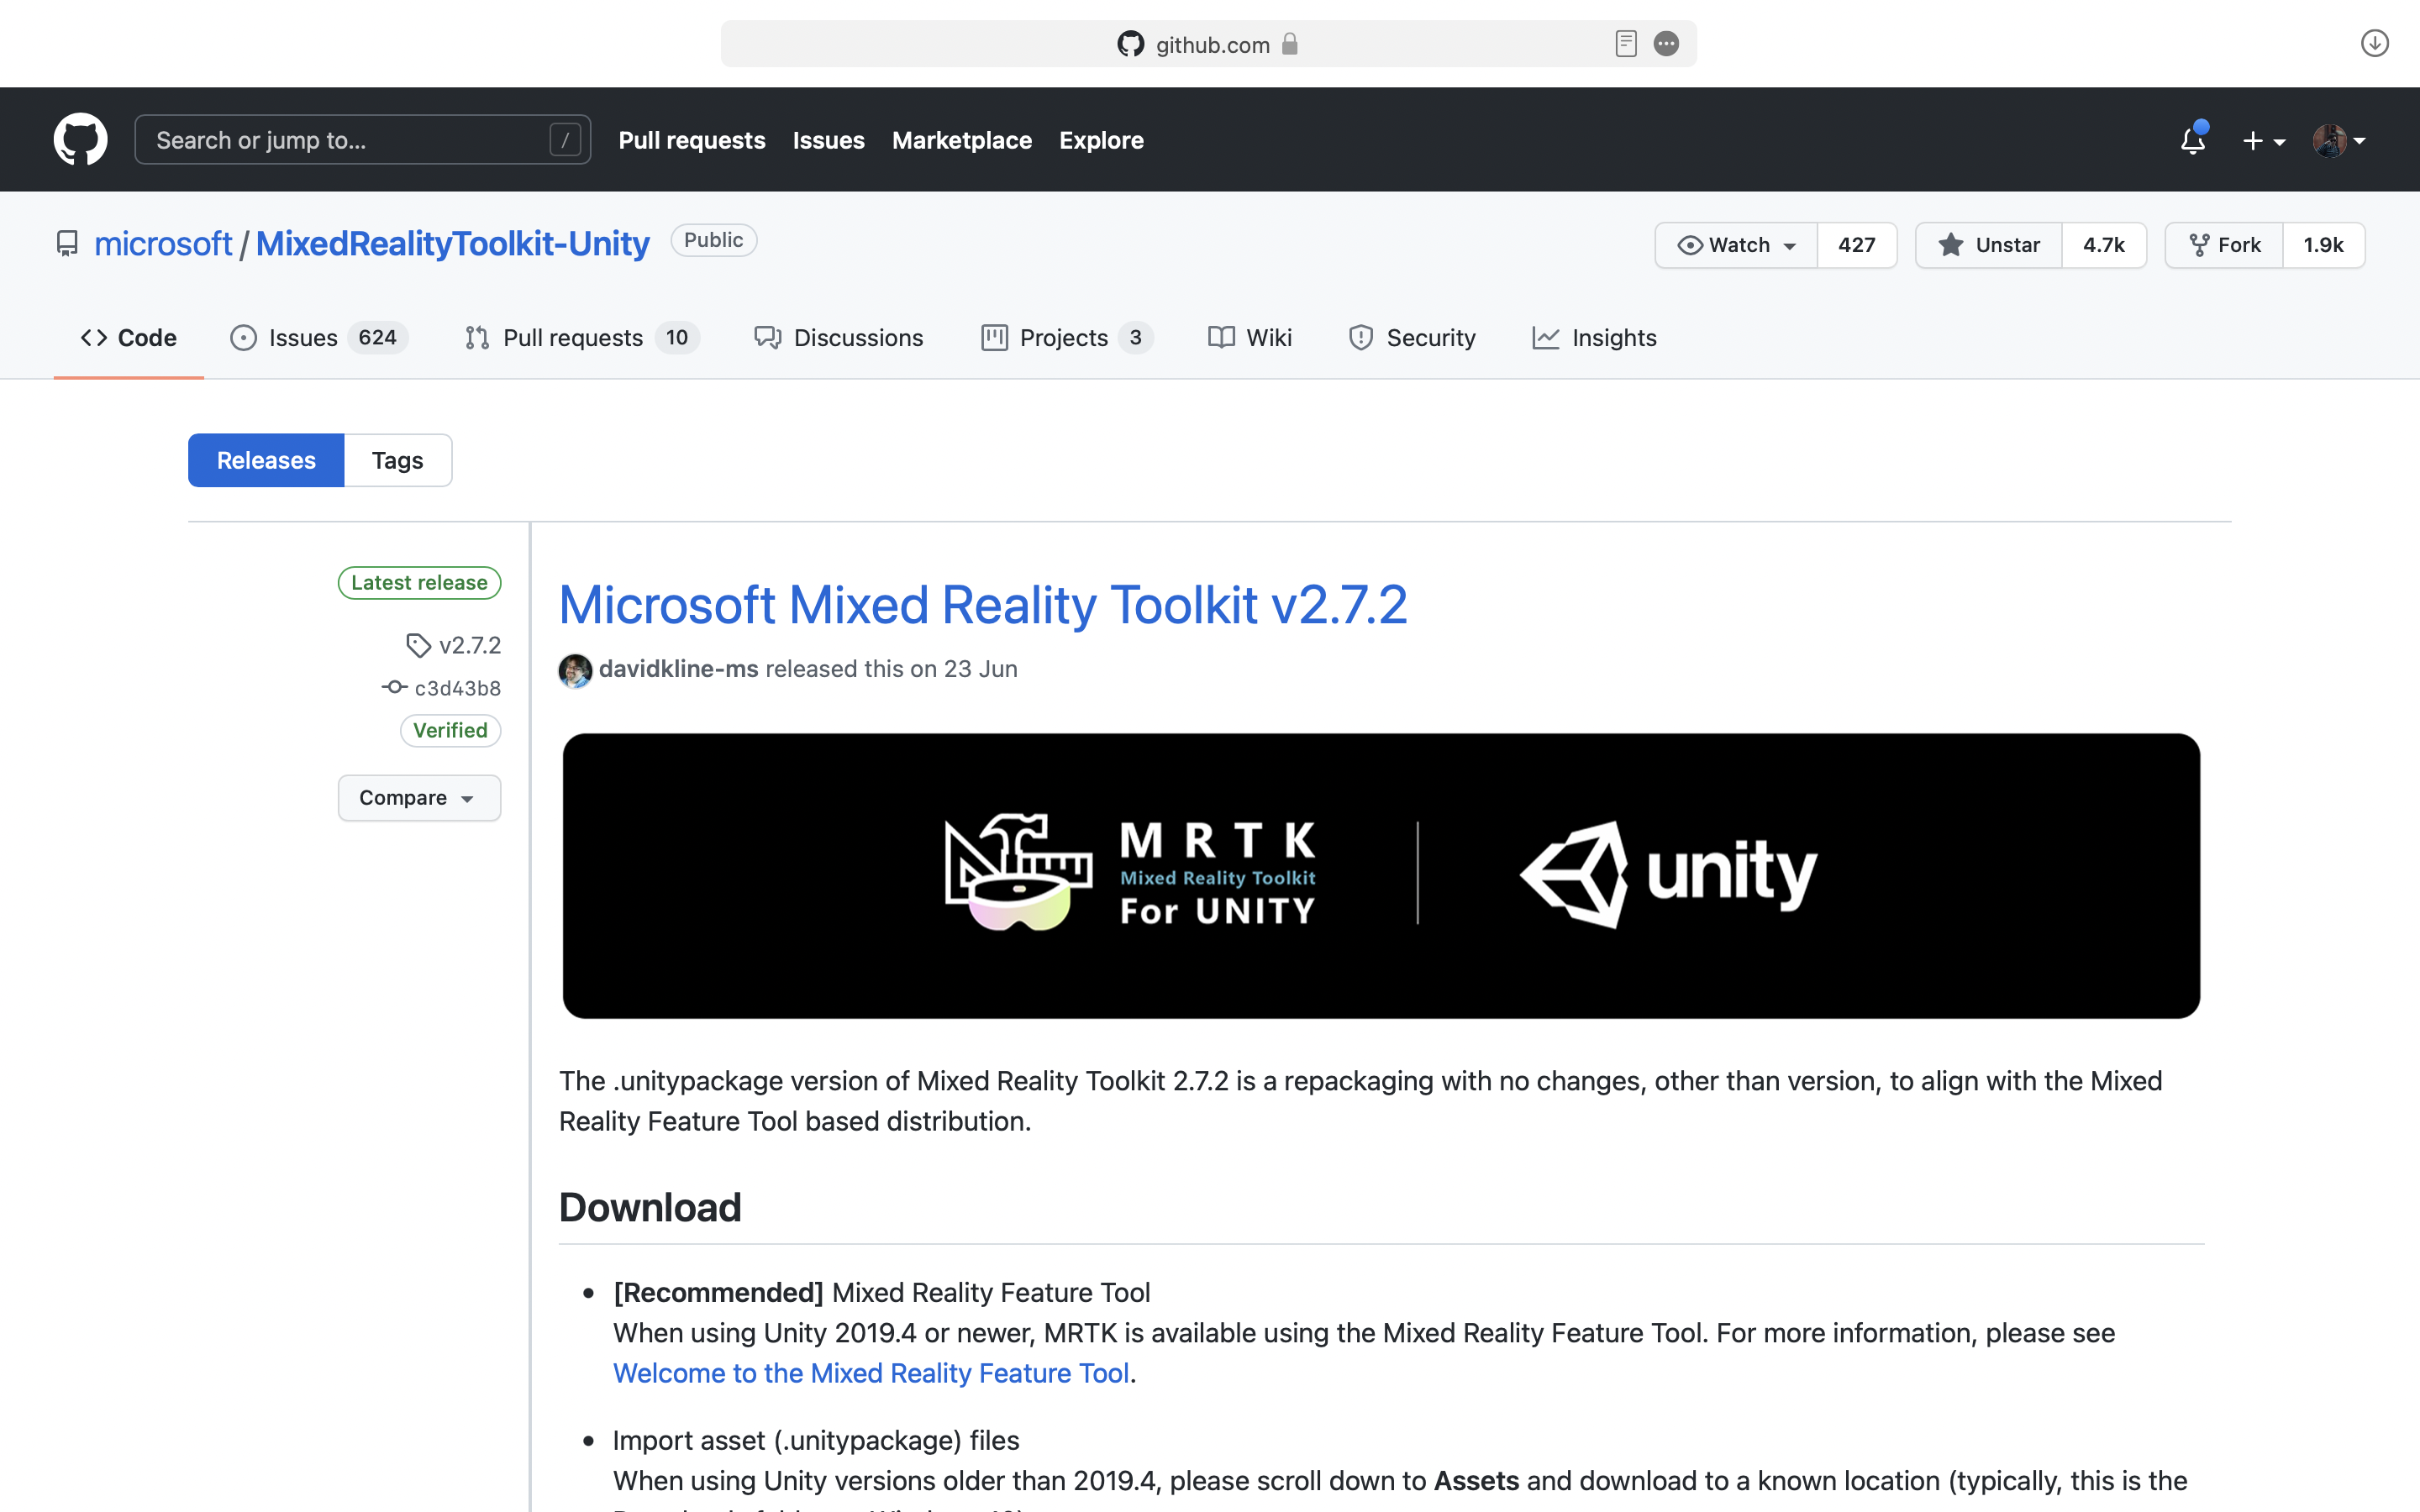 github.com
Search or jump to... /
Pull requests Issues Marketplace Explore
microsoft / MixedRealityToolkit-Unity Public
Watch 427 Unstar 4.7k Fork 1.9k
Code Issues 624 Pull requests 10 Discussions Projects 3 Wiki Security Insights
Releases Tags
Latest release
v2.7.2
c3d43b8
Verified
Compare
Microsoft Mixed Reality Toolkit v2.7.2
davidkline-ms released this on 23 Jun
MRTK
Mixed Reality Toolkit
For UNITY
unity
The .unitypackage version of Mixed Reality Toolkit 2.7.2 is a repackaging with no changes, other than version, to align with the Mixed
Reality Feature Tool based distribution.
Download
[Recommended] Mixed Reality Feature Tool
When using Unity 2019.4 or newer, MRTK is available using the Mixed Reality Feature Tool. For more information, please see
Welcome to the Mixed Reality Feature Tool.
Import asset (.unitypackage) files
When using Unity versions older than 2019.4, please scroll down to Assets and download to a known location (typically, this is the